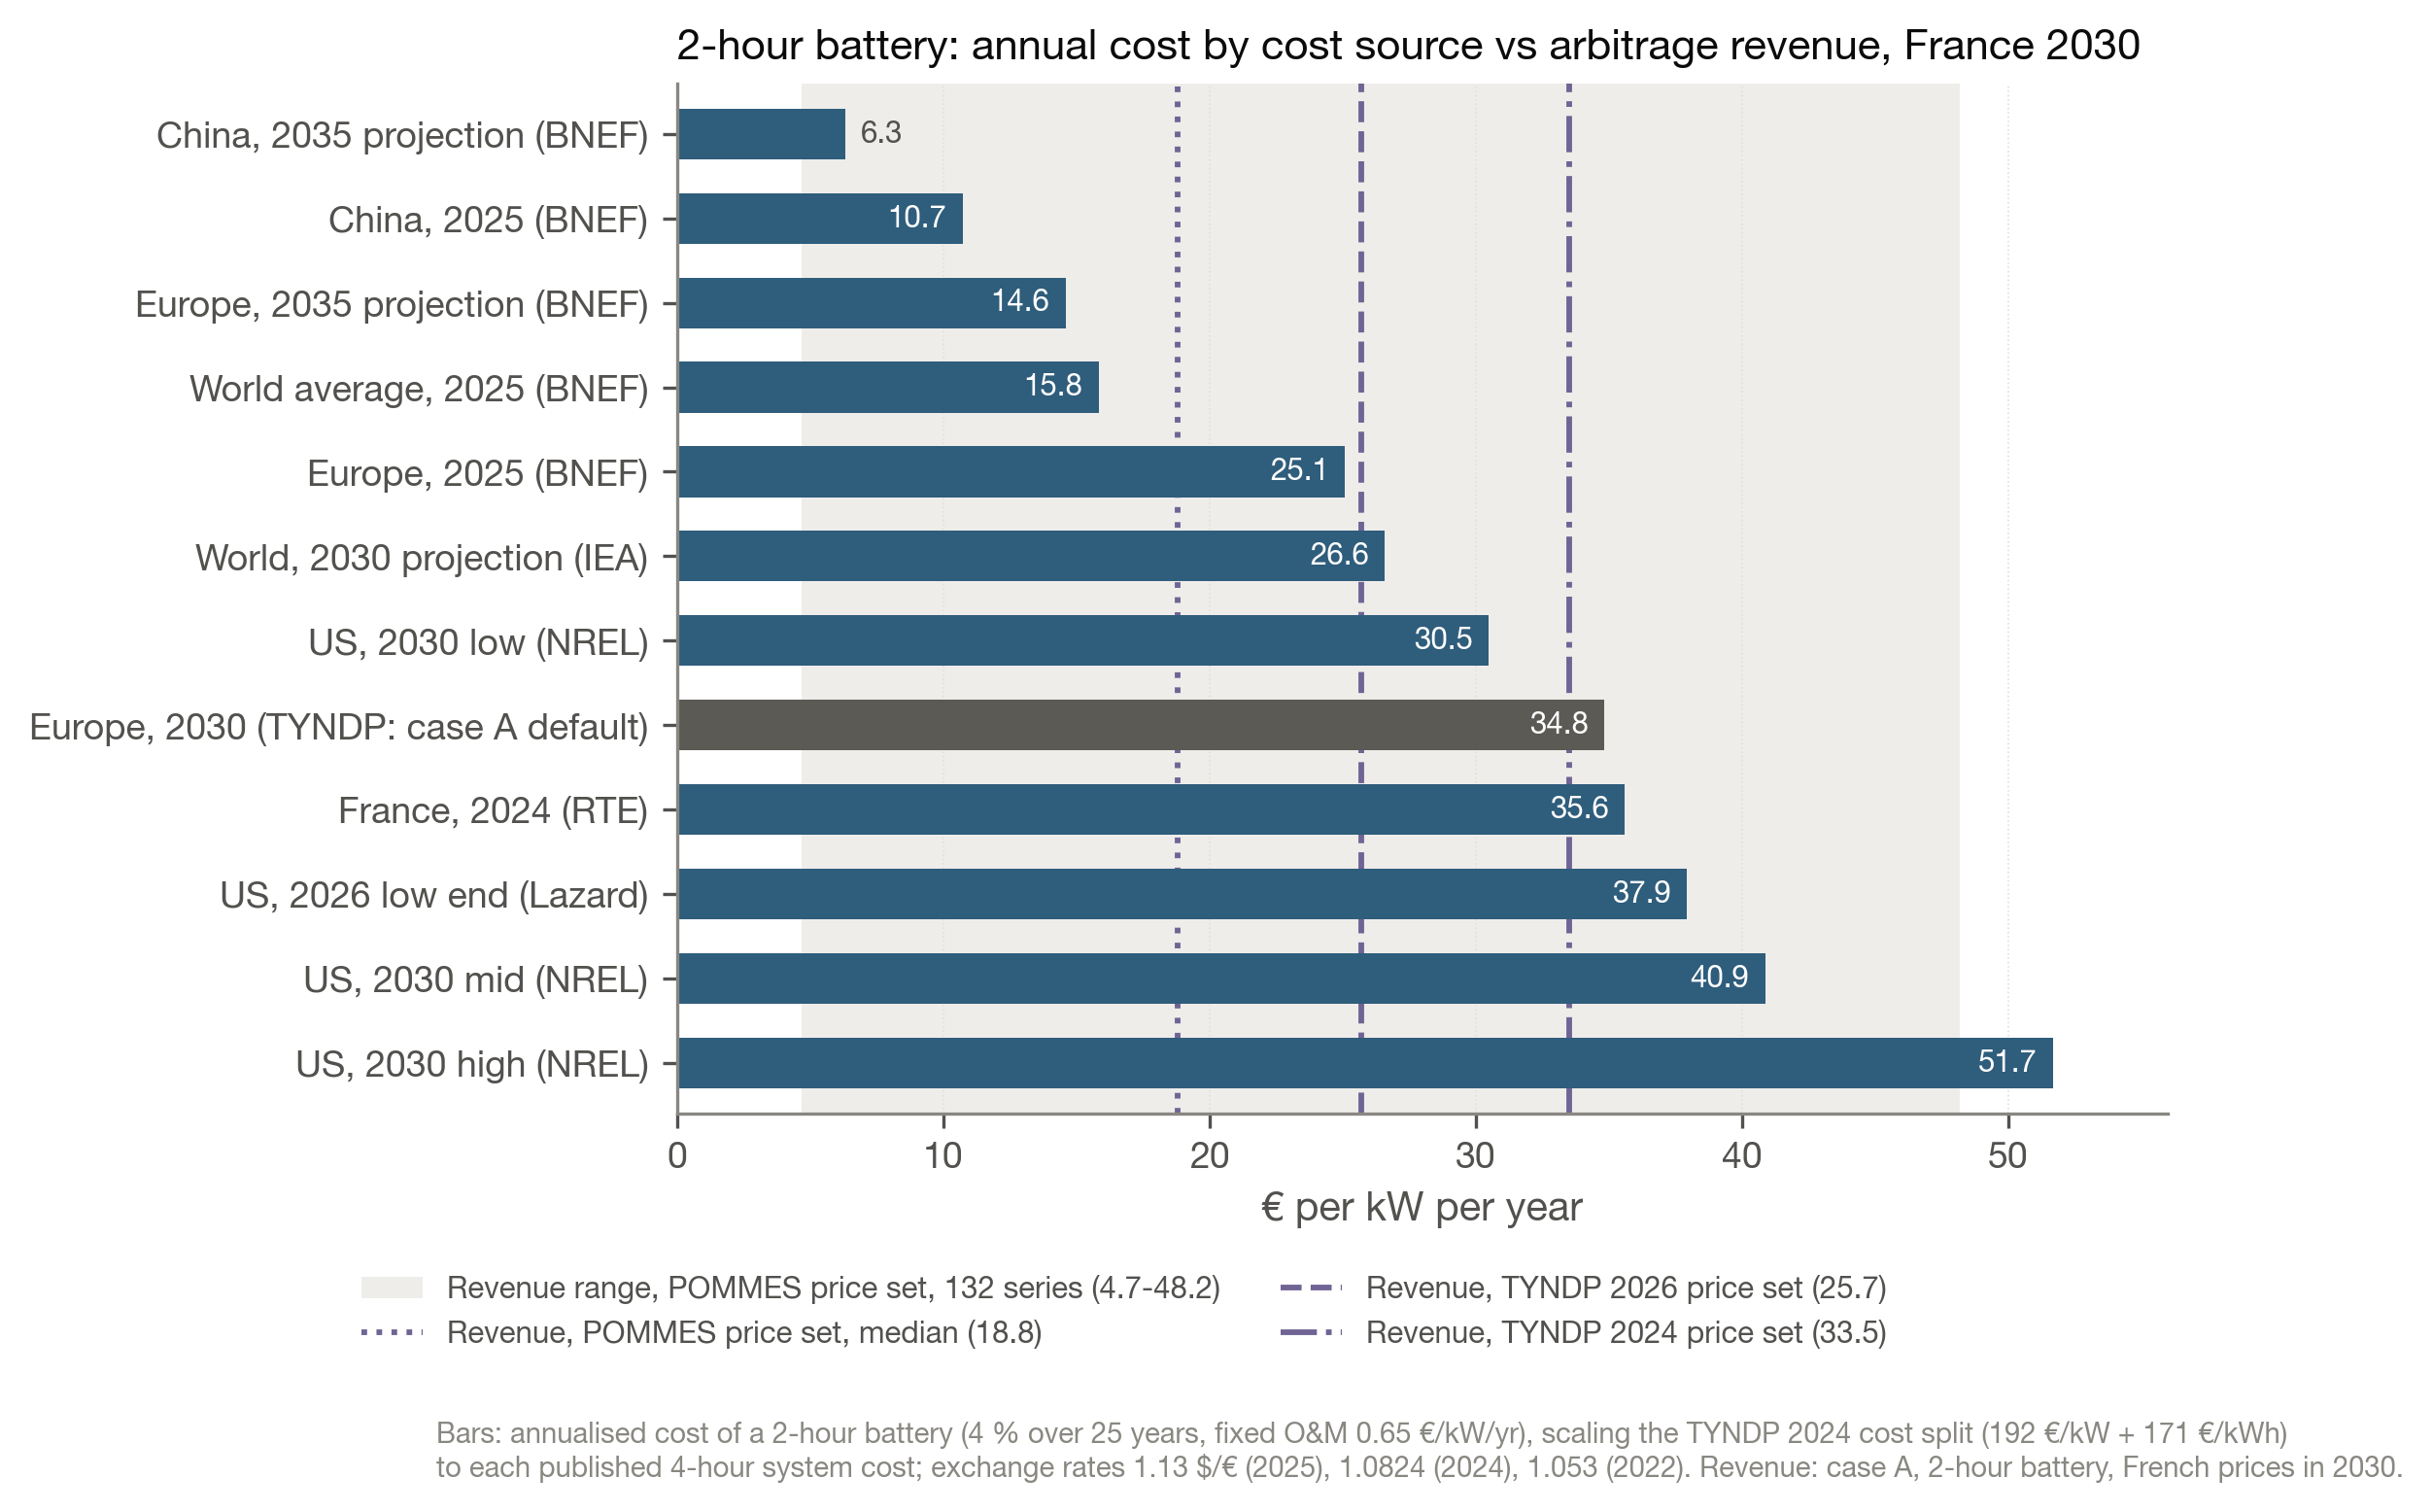 2-hour battery: annual cost by cost source vs arbitrage revenue, France 2030
China, 2035 projection (BNEF)
6.3
China, 2025 (BNEF)
10.7
Europe, 2035 projection (BNEF)
14.6
World average, 2025 (BNEF)
15.8
Europe, 2025 (BNEF)
25.1
World, 2030 projection (IEA)
26.6
US, 2030 low (NREL)
30.5
Europe, 2030 (TYNDP: case A default)
34.8
France, 2024 (RTE)
35.6
US, 2026 low end (Lazard)
37.9
US, 2030 mid (NREL)
40.9
US, 2030 high (NREL)
51.7
0 10 20 30 40 50
€ per kW per year
Revenue range, POMMES price set, 132 series (4.7-48.2)
Revenue, POMMES price set, median (18.8)
Revenue, TYNDP 2026 price set (25.7)
Revenue, TYNDP 2024 price set (33.5)
Bars: annualised cost of a 2-hour battery (4 % over 25 years, fixed O&M 0.65 €/kW/yr), scaling the TYNDP 2024 cost split (192 €/kW + 171 €/kWh)
to each published 4-hour system cost; exchange rates 1.13 $/€ (2025), 1.0824 (2024), 1.053 (2022). Revenue: case A, 2-hour battery, French prices in 2030.